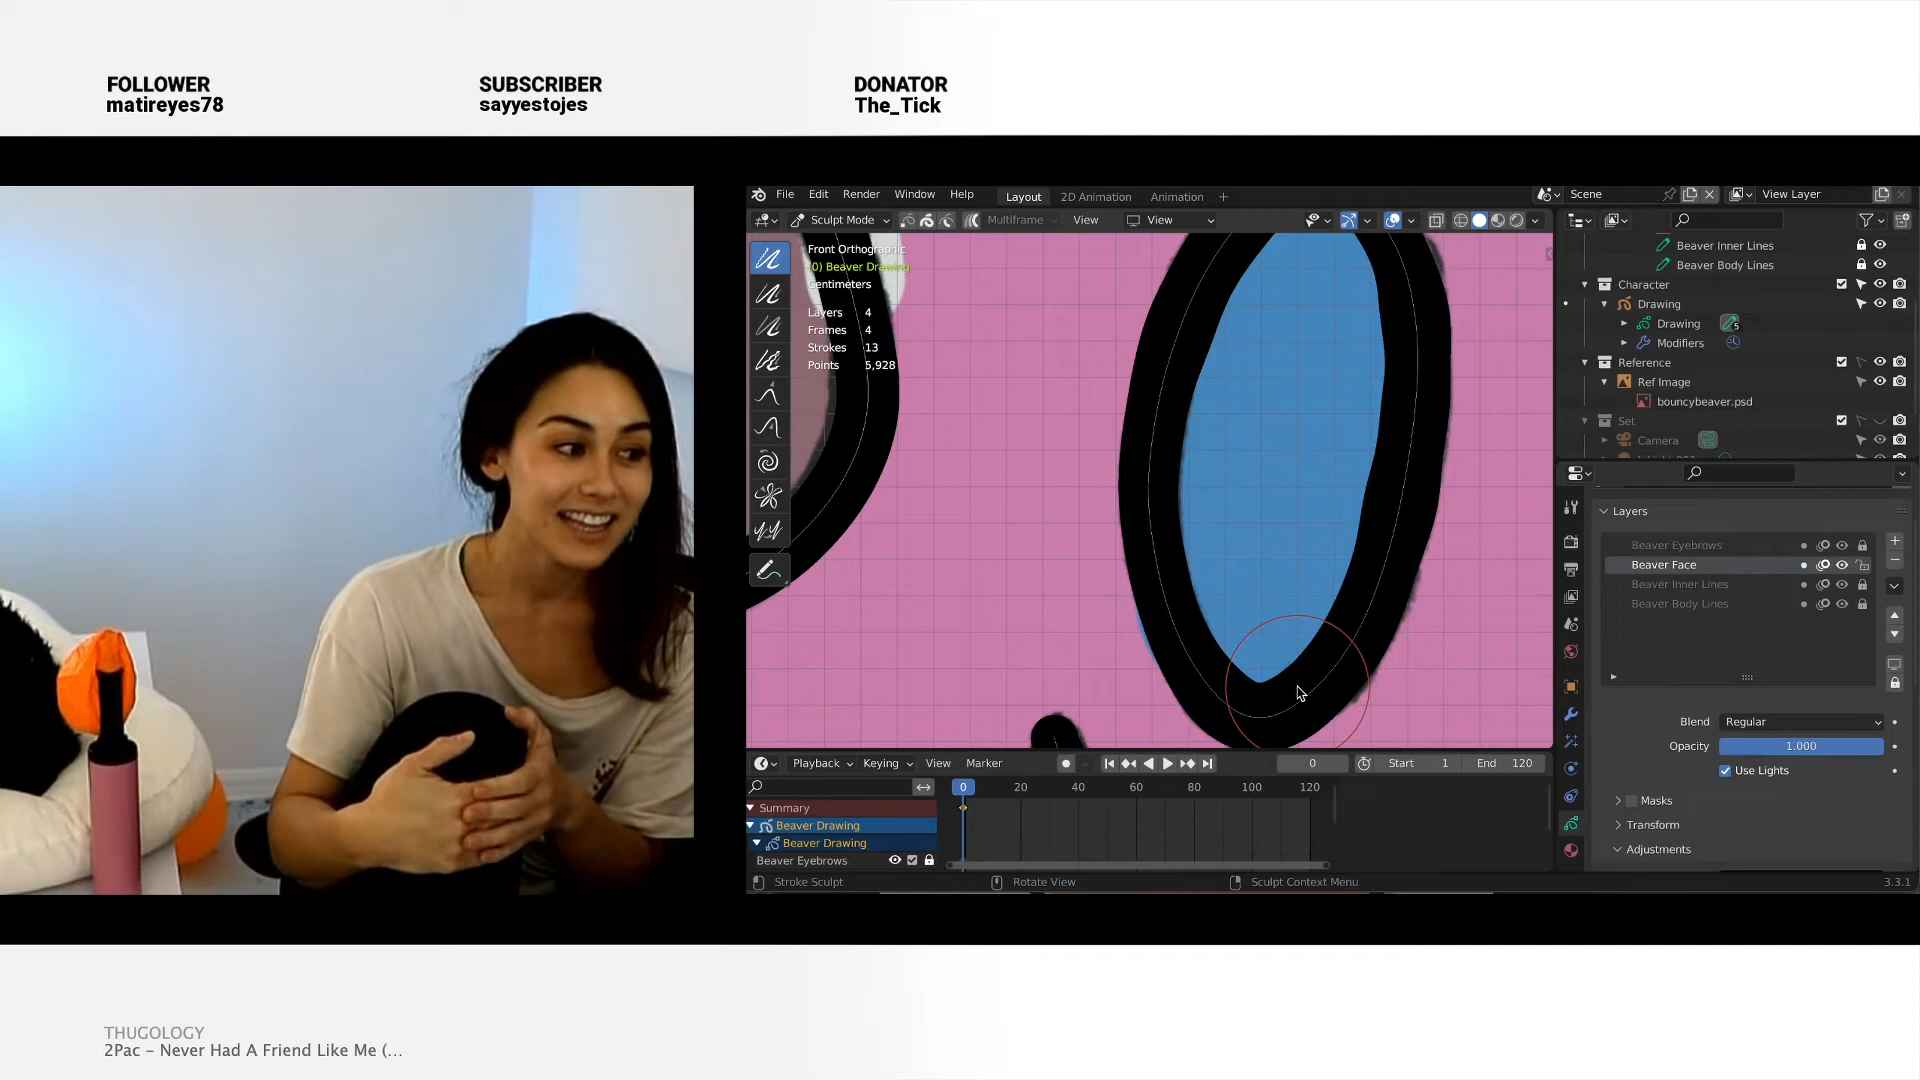 FOLLOWER
matireyes78
SUBSCRIBER
sayyestojes
DONATOR
The_Tick
File Edit Render Window Help Layout 2D Animation Animation + Scene View Layer
Sculpt Mode Multiframe View View
Front Orthographic
(0) Beaver Drawing
Centimeters
Layers 4
Frames 4
Strokes 13
Points 5,928
Beaver Inner Lines
Beaver Body Lines
Character
Drawing
Drawing 5
Modifiers
Reference
Ref Image
bouncybeaver.psd
Set
Camera
Layers
Beaver Eyebrows
Beaver Face
Beaver Inner Lines
Beaver Body Lines
Blend Regular
Opacity 1.000
Use Lights
Masks
Transform
Adjustments
Playback Keying View Marker 0 Start 1 End 120
0 20 40 60 80 100 120
Summary
Beaver Drawing
Beaver Drawing
Beaver Eyebrows
Stroke Sculpt Rotate View Sculpt Context Menu 3.3.1
THUGOLOGY
2Pac - Never Had A Friend Like Me (...